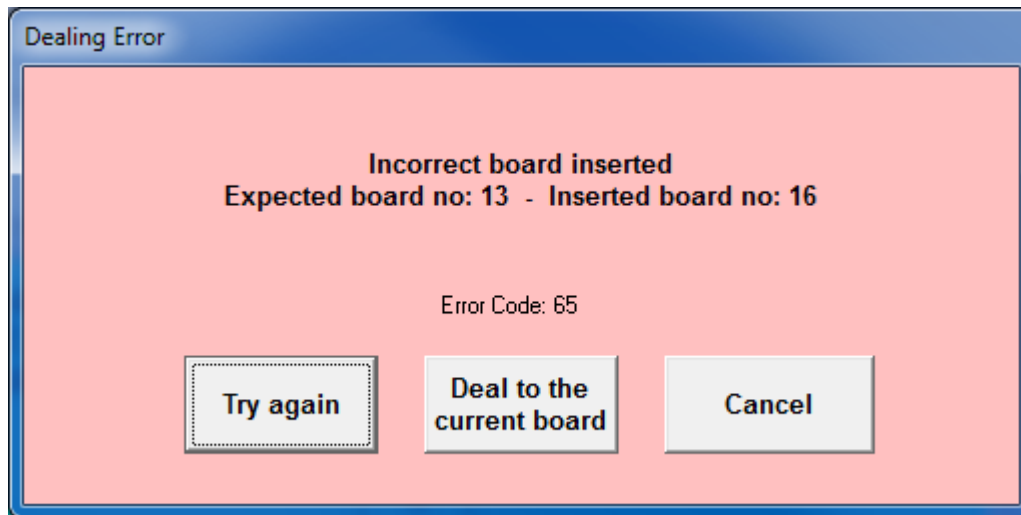 Dealing Error
Incorrect board inserted
Expected board no: 13 - Inserted board no: 16
Error Code: 65
Try again
Deal to the
current board
Cancel